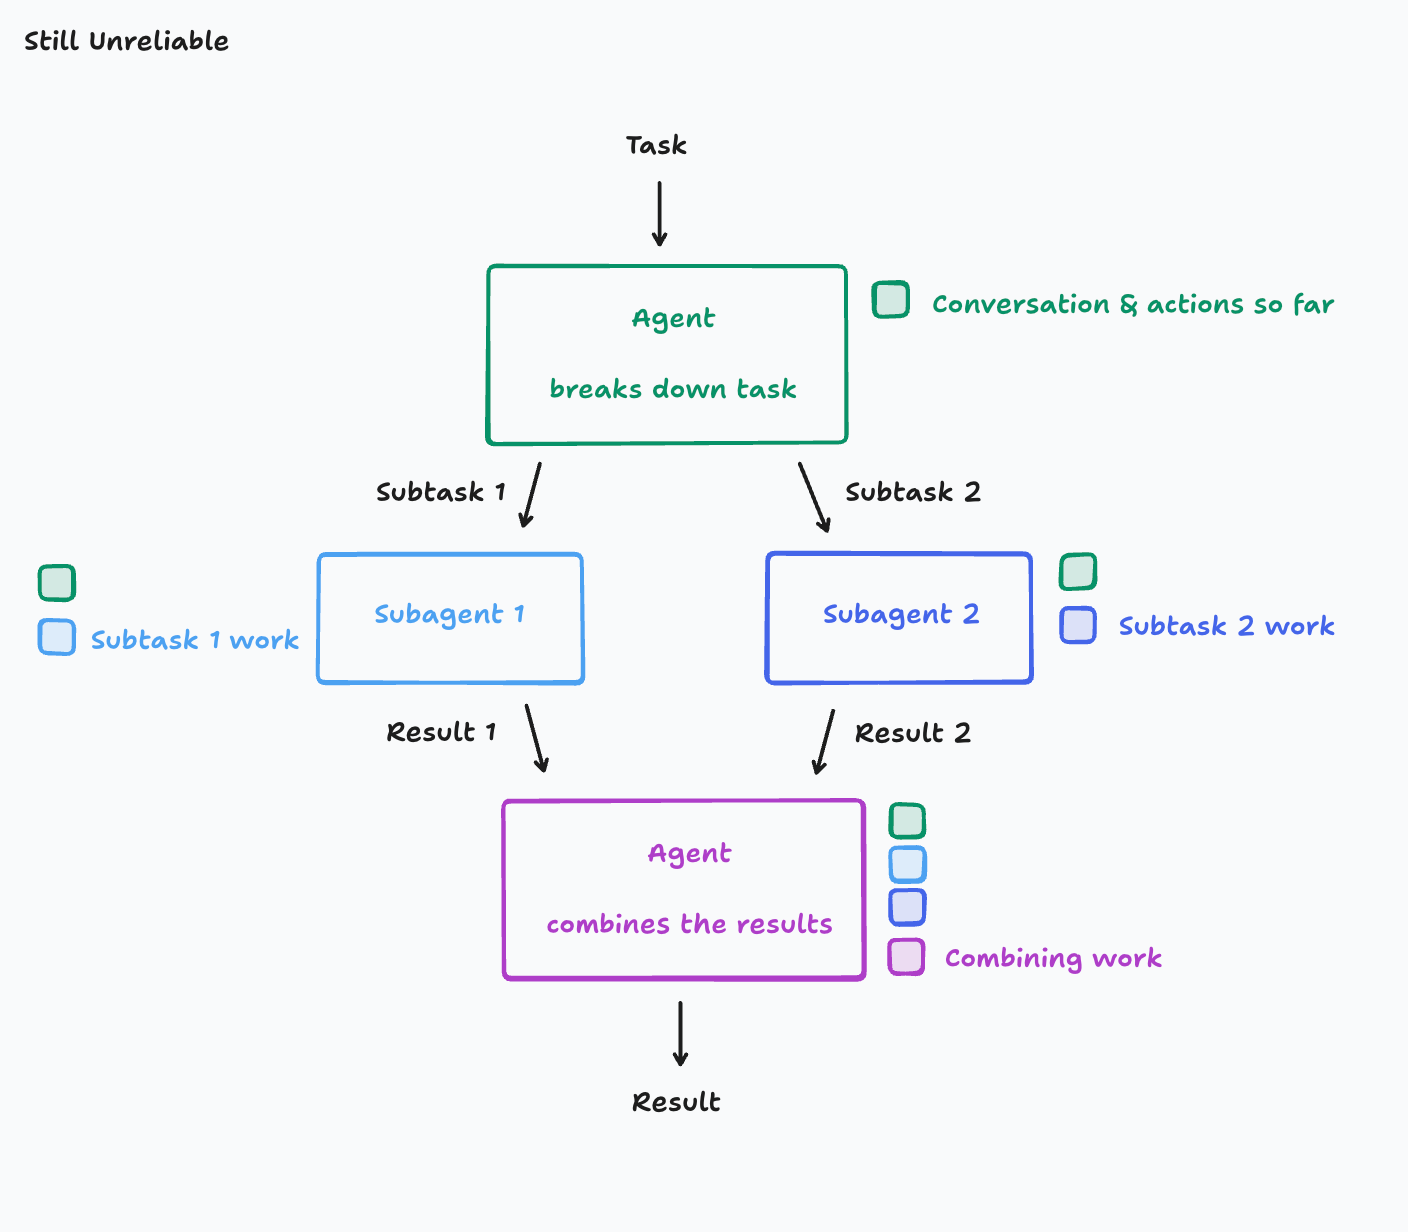 Still Unreliable
Task
Agent
breaks down task
Conversation & actions so far
Subtask 1
Subtask 2
Subagent 1
Subtask 1 work
Subagent 2
Subtask 2 work
Result 1
Result 2
Agent
combines the results
Combining work
Result